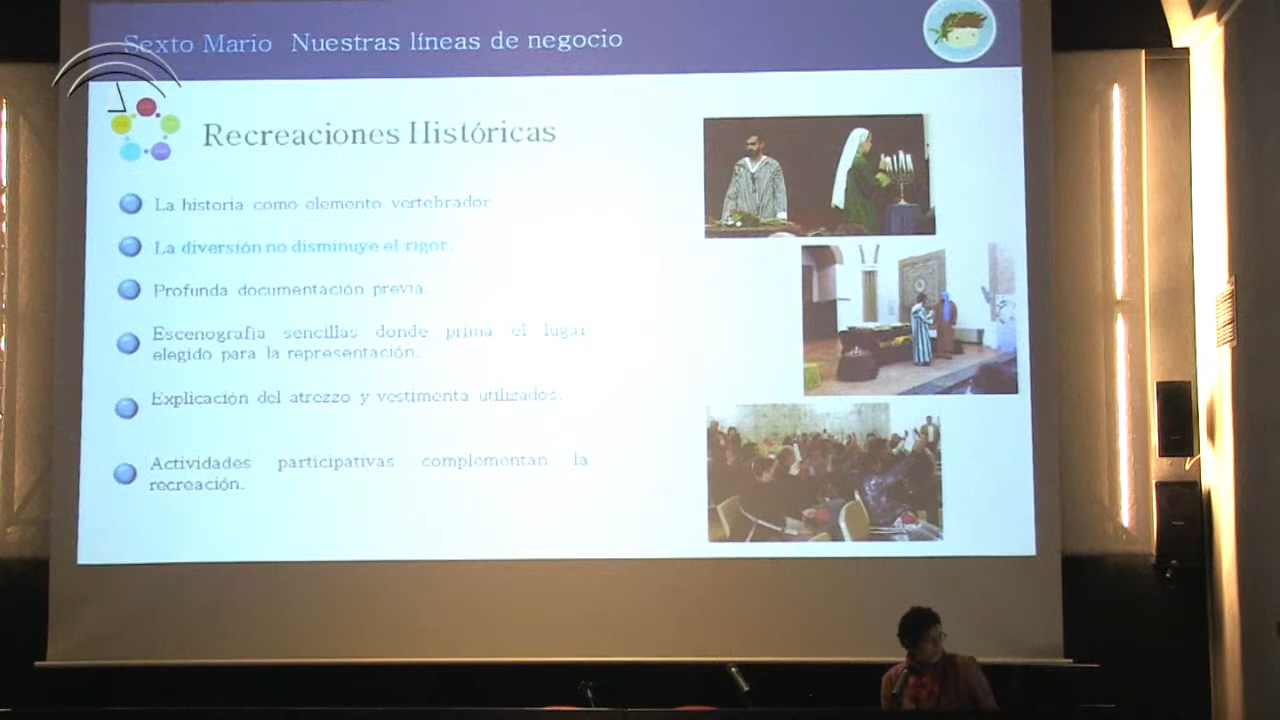 Sexto Mario Nuestras líneas de negocio
Recreaciones Históricas
La historia como elemento vertebrador
La diversión no disminuye el rigor.
Profunda documentación previa.
Escenografía sencillas donde prima el lugar
elegido para la representación.
Explicación del atrezzo y vestimenta utilizados.
Actividades participativas complementan la
recreación.